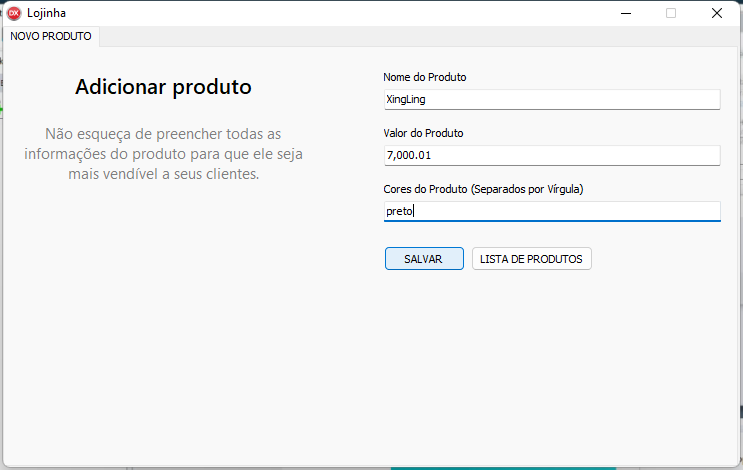 DX Lojinha
NOVO PRODUTO
Adicionar produto
Não esqueça de preencher todas as
informações do produto para que ele seja
mais vendível a seus clientes.
Nome do Produto
XingLing
Valor do Produto
7,000.01
Cores do Produto (Separados por Vírgula)
preto
SALVAR
LISTA DE PRODUTOS